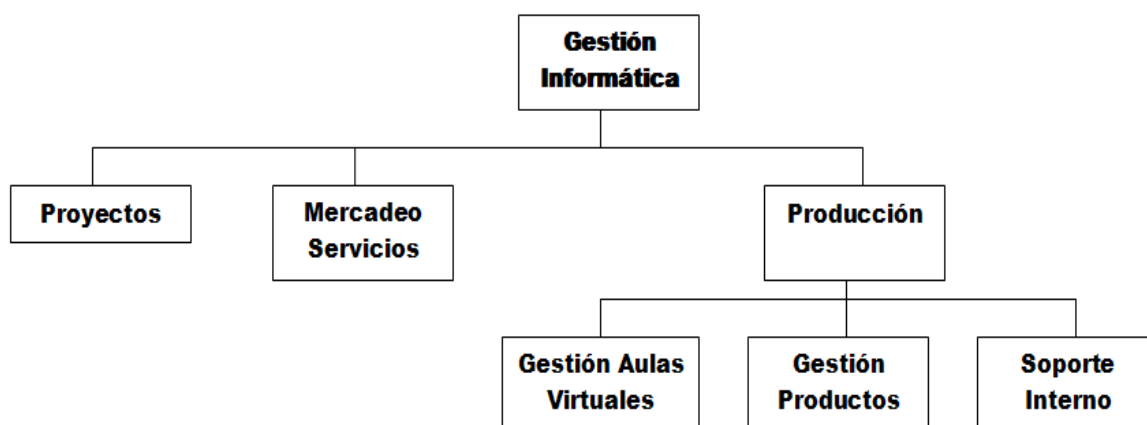 Gestión
Informática
Proyectos
Mercadeo
Servicios
Producción
Gestión Aulas
Virtuales
Gestión
Productos
Soporte
Interno